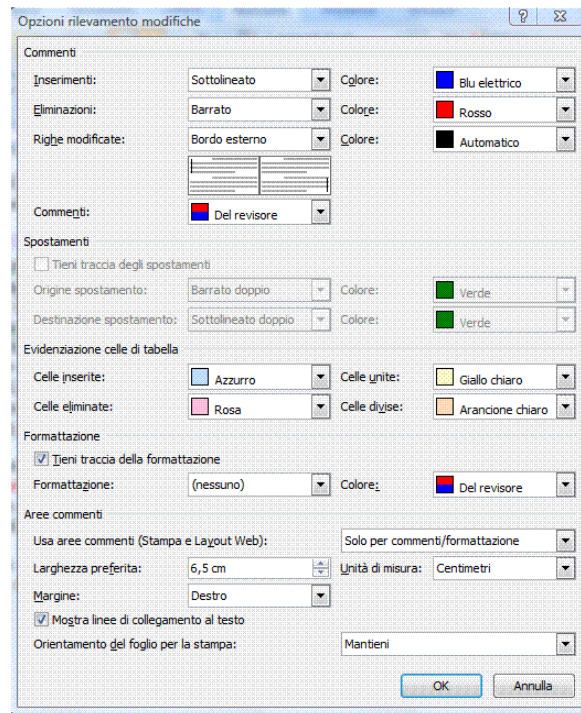 Opzioni rilevamento modifiche
Commenti
Inserimenti: Sottolineato Colore: Blu elettrico
Eliminazioni: Barrato Colore: Rosso
Righe modificate: Bordo esterno Colore: Automatico
Commenti: Del revisore
Spostamenti
Tieni traccia degli spostamenti
Origine spostamento: Barrato doppio Colore: Verde
Destinazione spostamento: Sottolineato doppio Colore: Verde
Evidenziazione celle di tabella
Celle inserite: Azzurro Celle unite: Giallo chiaro
Celle eliminate: Rosa Celle divise: Arancione chiaro
Formattazione
Tieni traccia della formattazione
Formattazione: (nessuno) Colore: Del revisore
Aree commenti
Usa aree commenti (Stampa e Layout Web): Solo per commenti/formattazione
Larghezza preferita: 6,5 cm Unità di misura: Centimetri
Margine: Destro
Mostra linee di collegamento al testo
Orientamento del foglio per la stampa: Mantieni
OK Annulla